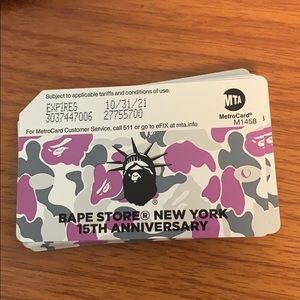 Subject to applicable tariffs and conditions of use.
EXPIRES 10/31/21
3037447006 27755700
MTA
MetroCard®
M1458
For MetroCard Customer Service, call 511 or go to eFIX at mta.info
®
BAPE STORE® NEW YORK
15TH ANNIVERSARY